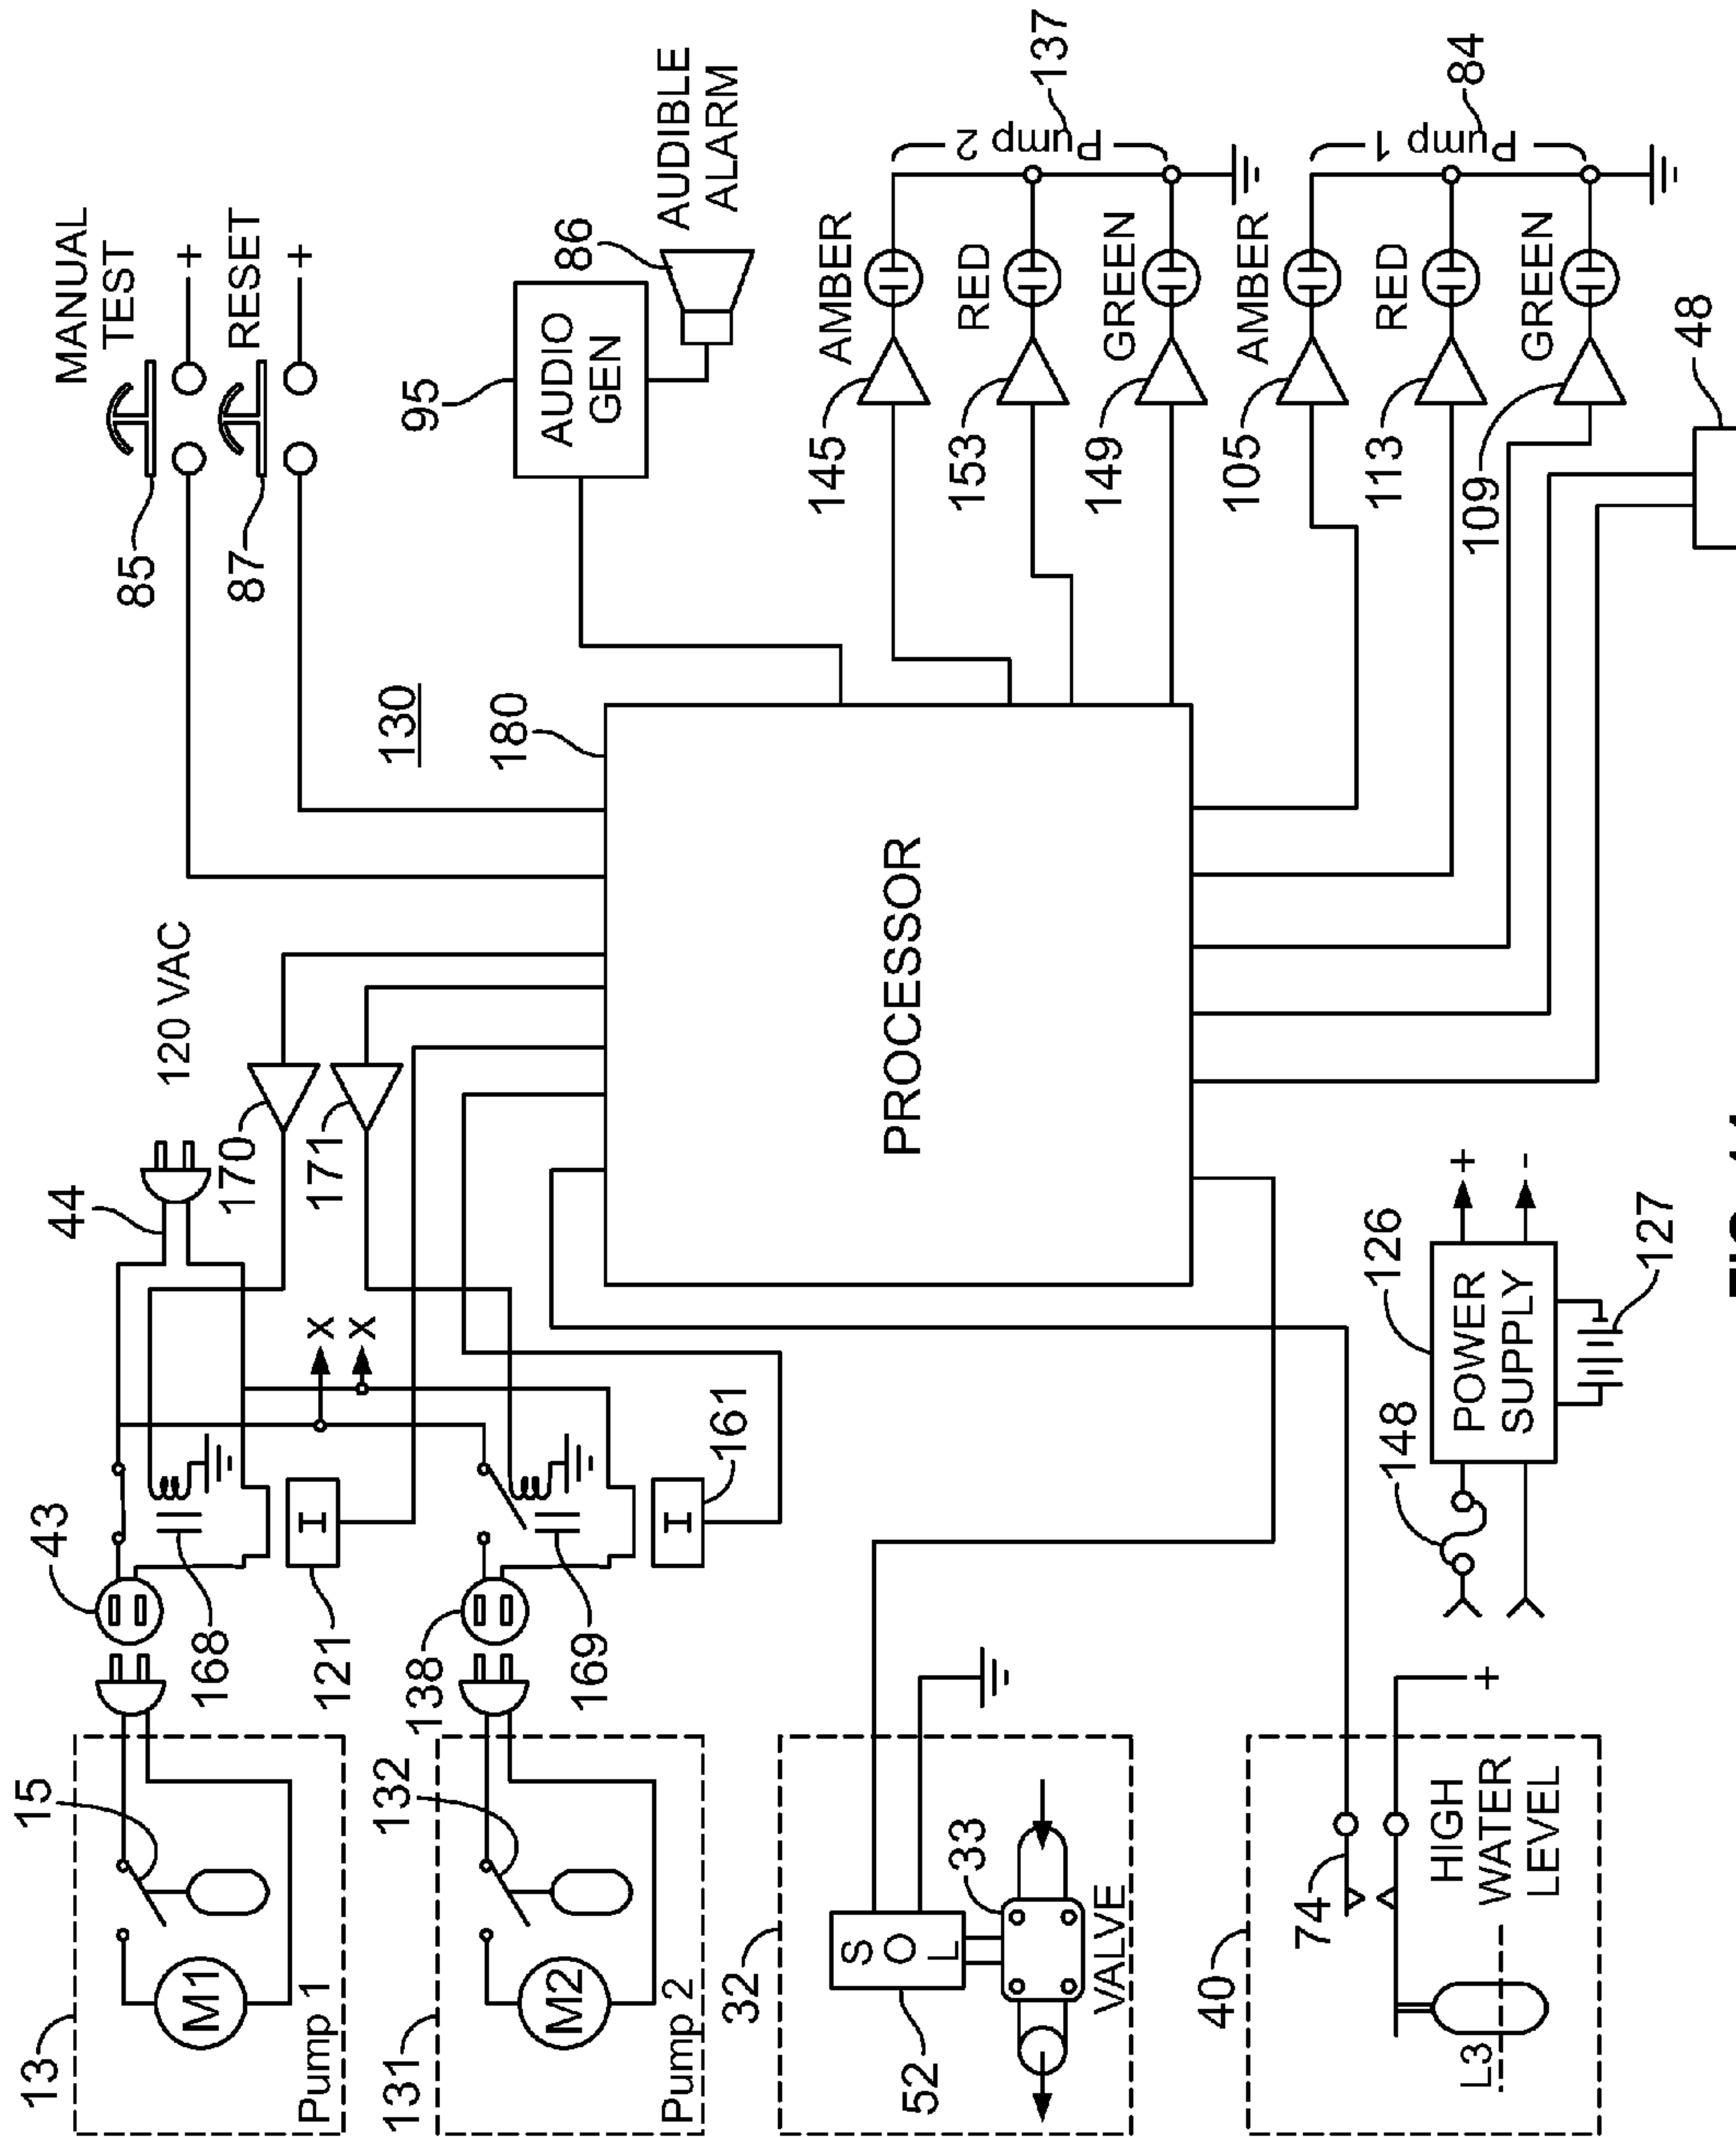 MANUAL
TEST
+
85
RESET
+
87
130
180
95
AUDIO
GEN
86
AUDIBLE
ALARM
120 VAC
44
170
171
X
X
43
168
121
I
15
13
M1
Pump 1
138
169
161
I
132
131
M2
Pump 2
PROCESSOR
145
AMBER
153
RED
149
GREEN
Pump 2
137
105
AMBER
113
RED
109
GREEN
Pump 1
84
48
32
SOL
52
33
VALVE
40
74
+
HIGH
WATER
LEVEL
L3
148
126
POWER
SUPPLY
+
-
127